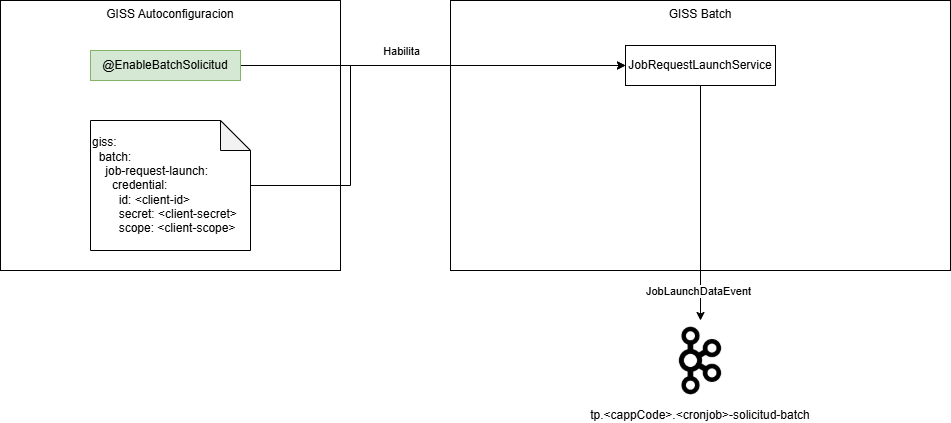 GISS Autoconfiguracion
GISS Batch
@EnableBatchSolicitud
Habilita
JobRequestLaunchService
giss:
batch:
job-request-launch:
credential:
id: <client-id>
secret: <client-secret>
scope: <client-scope>
JobLaunchDataEvent
tp.<cappCode>.<cronjob>-solicitud-batch